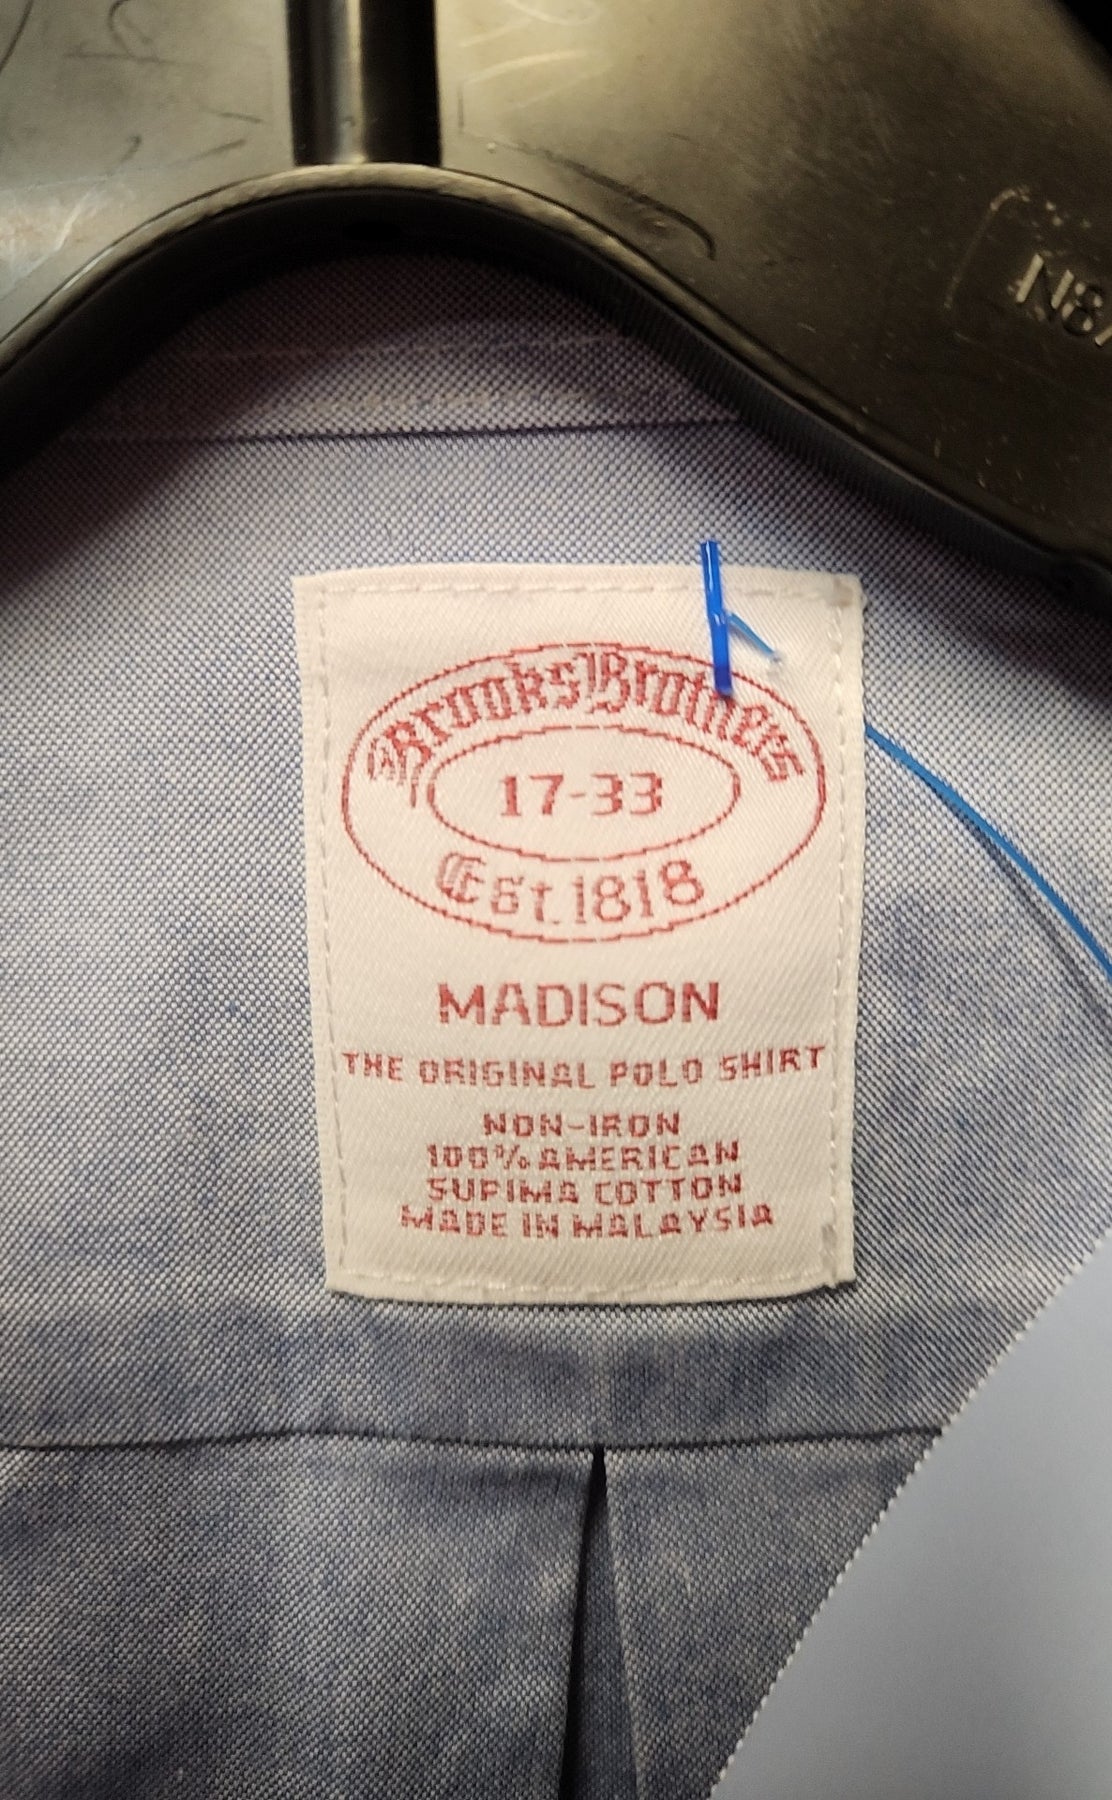 N8
Brooks Brothers
17-33
Est. 1818
MADISON
THE ORIGINAL POLO SHIRT
NON-IRON
100% AMERICAN
SUPIMA COTTON
MADE IN MALAYSIA